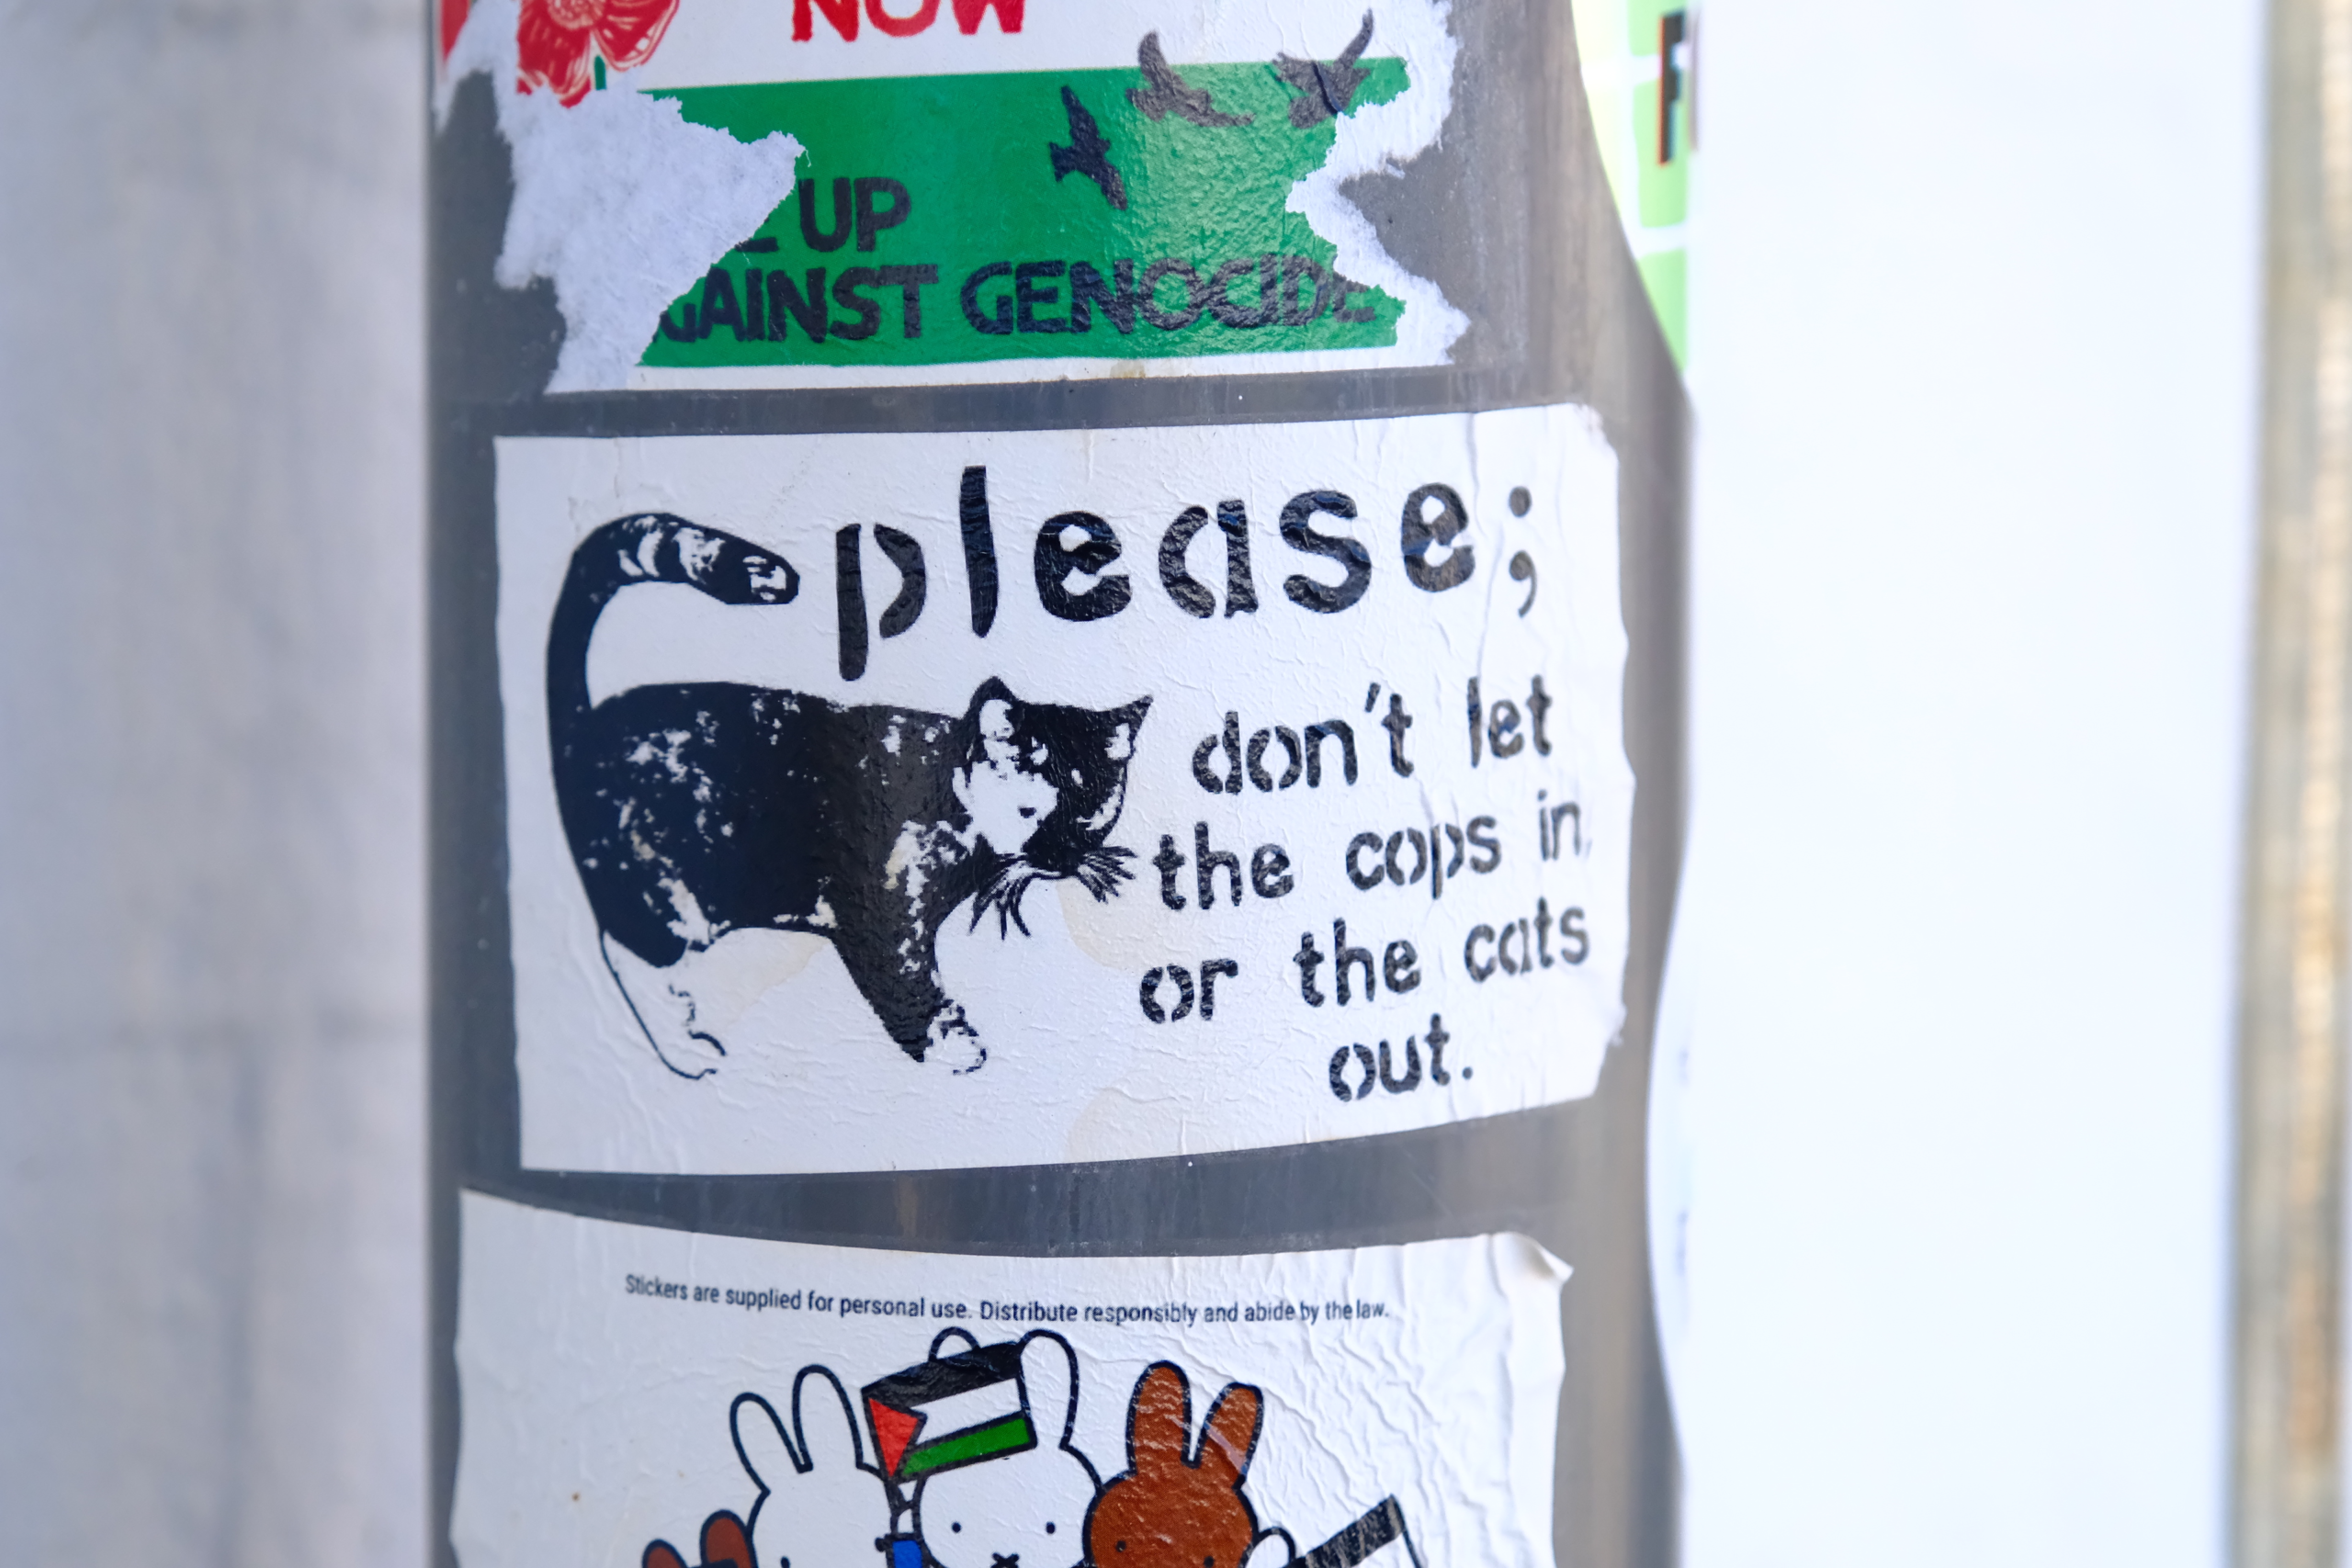 NOW
UP
AGAINST GENOCIDE
please;
don't let
the cops in,
or the cats
out.
Stickers are supplied for personal use. Distribute responsibly and abide by the law.